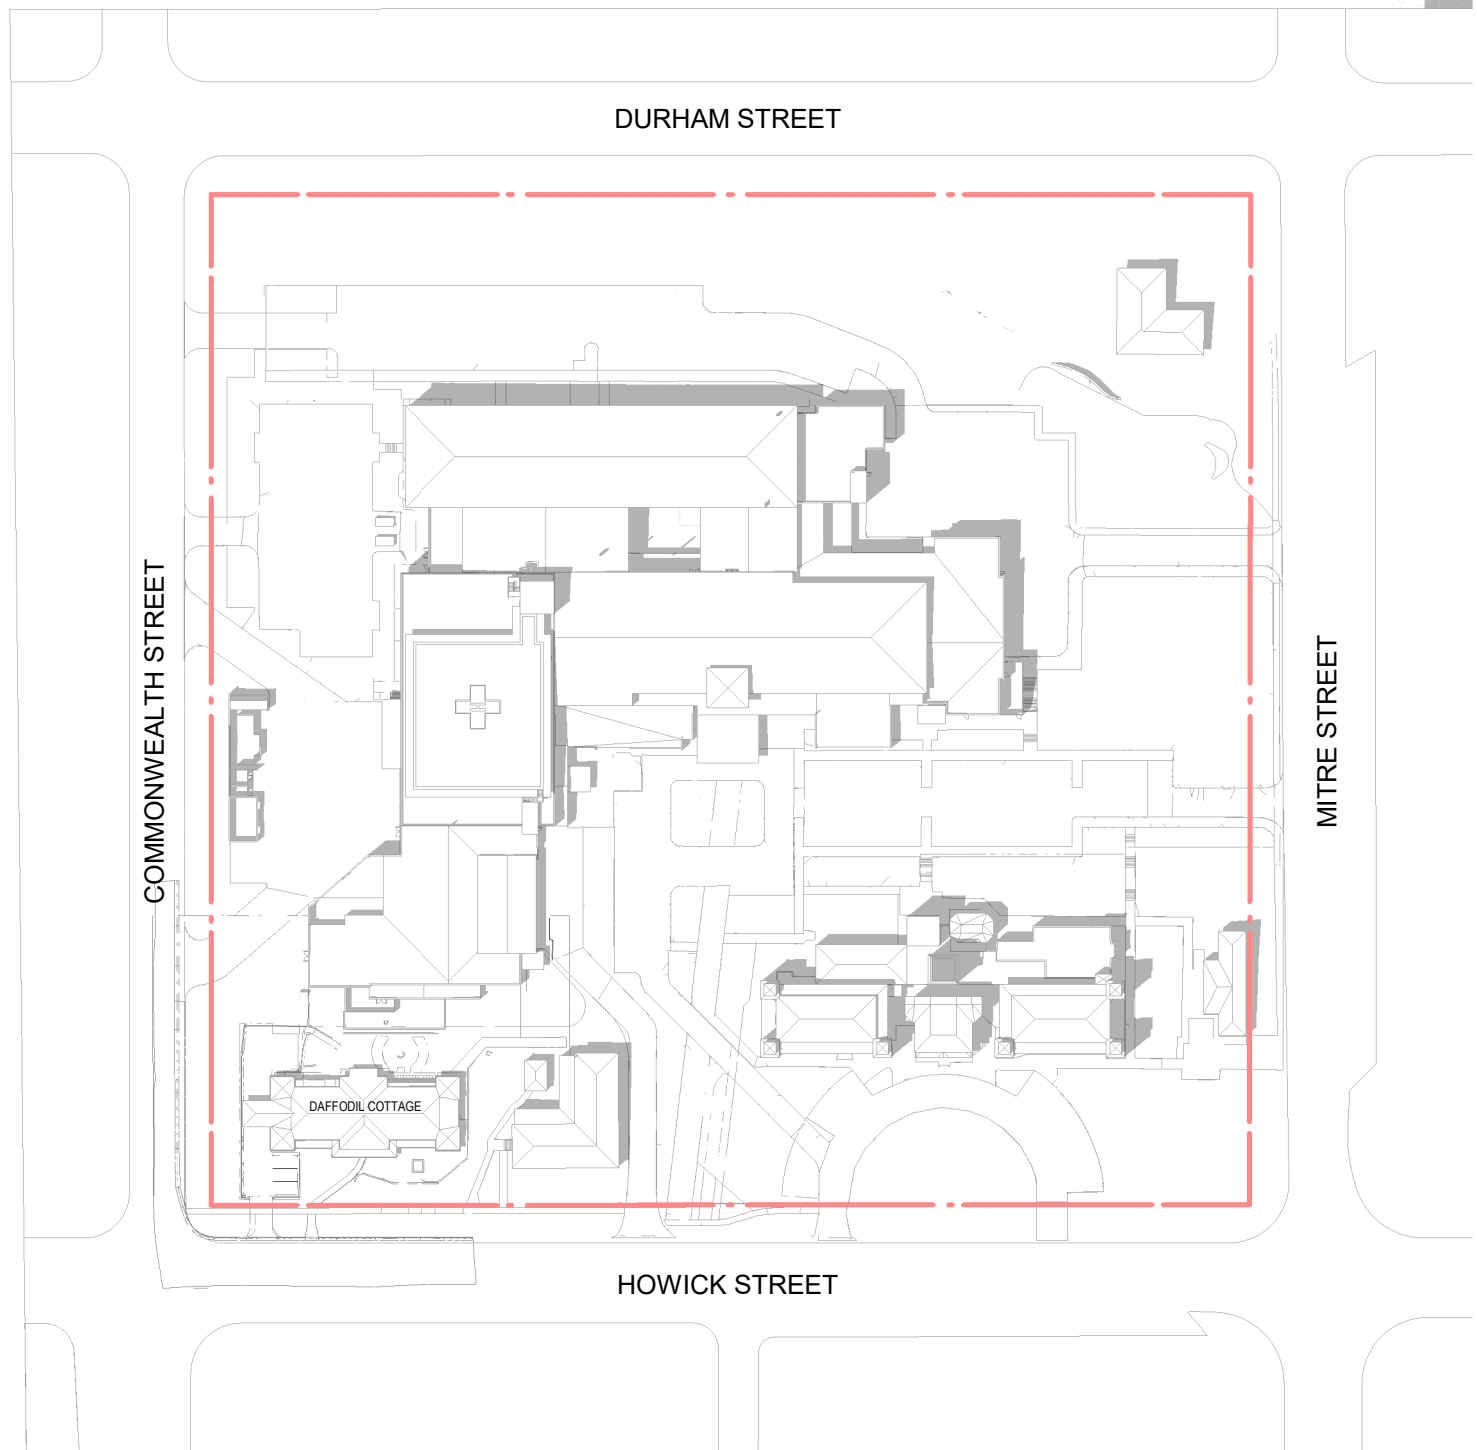 DURHAM STREET
COMMONWEALTH STREET
MITRE STREET
DAFFODIL COTTAGE
HOWICK STREET